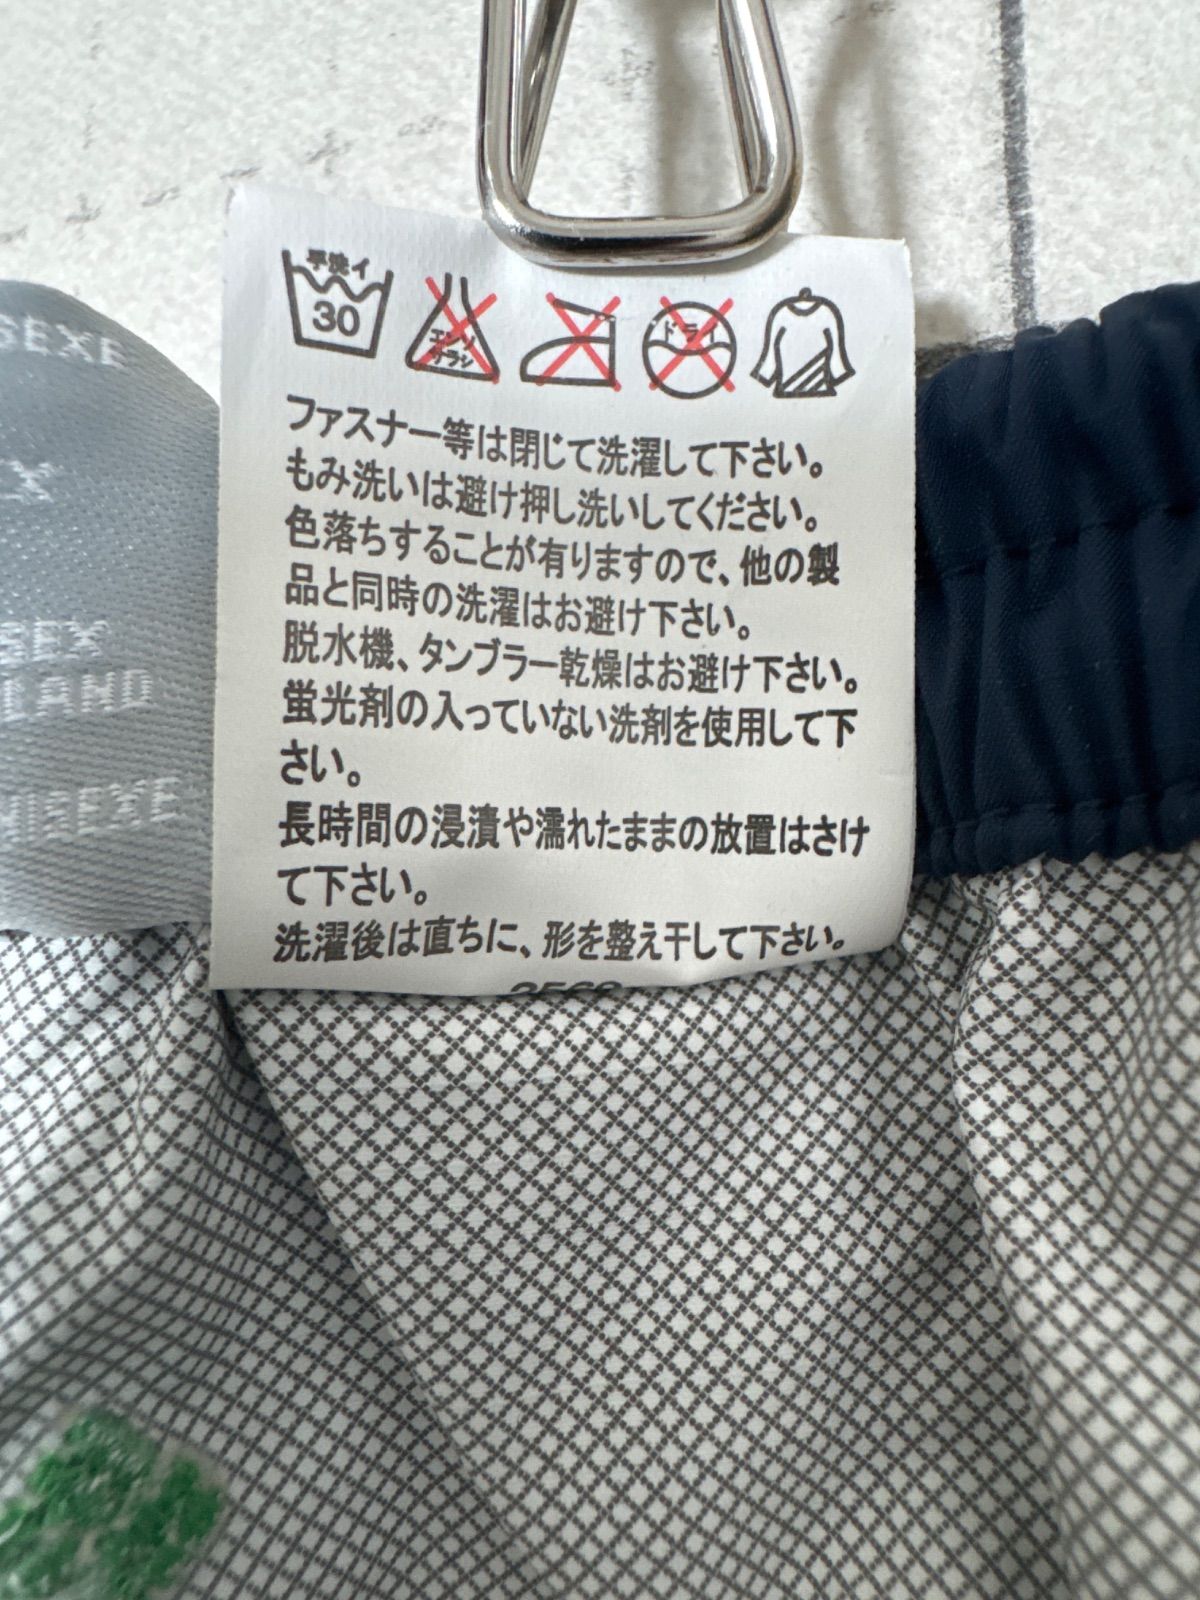 手洗イ
30
エンソ
サラシ
ドライ
ファスナー等は閉じて洗濯して下さい。
もみ洗いは避け押し洗いしてください。
色落ちすることが有りますので、他の製
品と同時の洗濯はお避け下さい。
脱水機、タンブラー乾燥はお避け下さい。
蛍光剤の入っていない洗剤を使用して下
さい。
長時間の浸漬や濡れたままの放置はさけ
て下さい。
洗濯後は直ちに、形を整え干して下さい。
SEXE
X
SEX
LAND
UISEXE